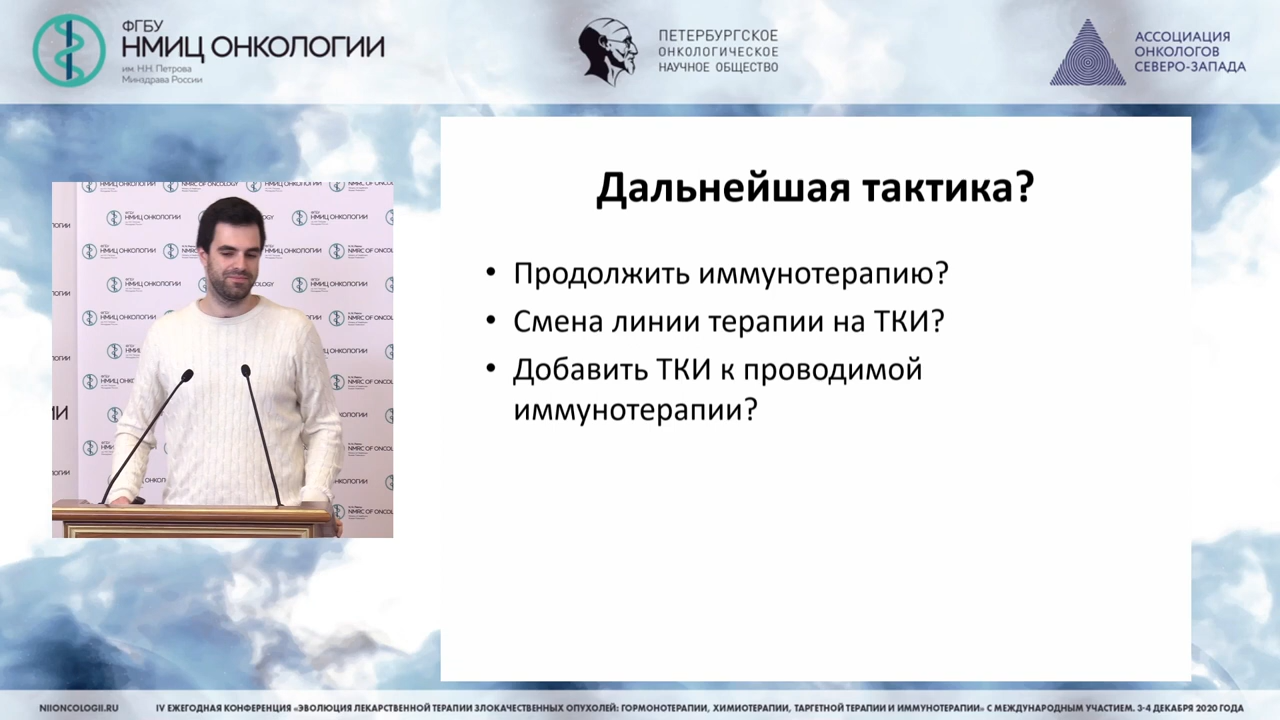 ФГБУ
НМИЦ ОНКОЛОГИИ
им. Н.Н. Петрова
Минздрава России
ПЕТЕРБУРГСКОЕ
ОНКОЛОГИЧЕСКОЕ
НАУЧНОЕ ОБЩЕСТВО
АССОЦИАЦИЯ
ОНКОЛОГОВ
СЕВЕРО-ЗАПАДА
Дальнейшая тактика?
• Продолжить иммунотерапию?
• Смена линии терапии на ТКИ?
• Добавить ТКИ к проводимой
иммунотерапии?
NIIONCOLOGII.RU
IV ЕЖЕГОДНАЯ КОНФЕРЕНЦИЯ «ЭВОЛЮЦИЯ ЛЕКАРСТВЕННОЙ ТЕРАПИИ ЗЛОКАЧЕСТВЕННЫХ ОПУХОЛЕЙ: ГОРМОНОТЕРАПИИ, ХИМИОТЕРАПИИ, ТАРГЕТНОЙ ТЕРАПИИ И ИММУНОТЕРАПИИ» С МЕЖДУНАРОДНЫМ УЧАСТИЕМ. 3-4 ДЕКАБРЯ 2020 ГОДА